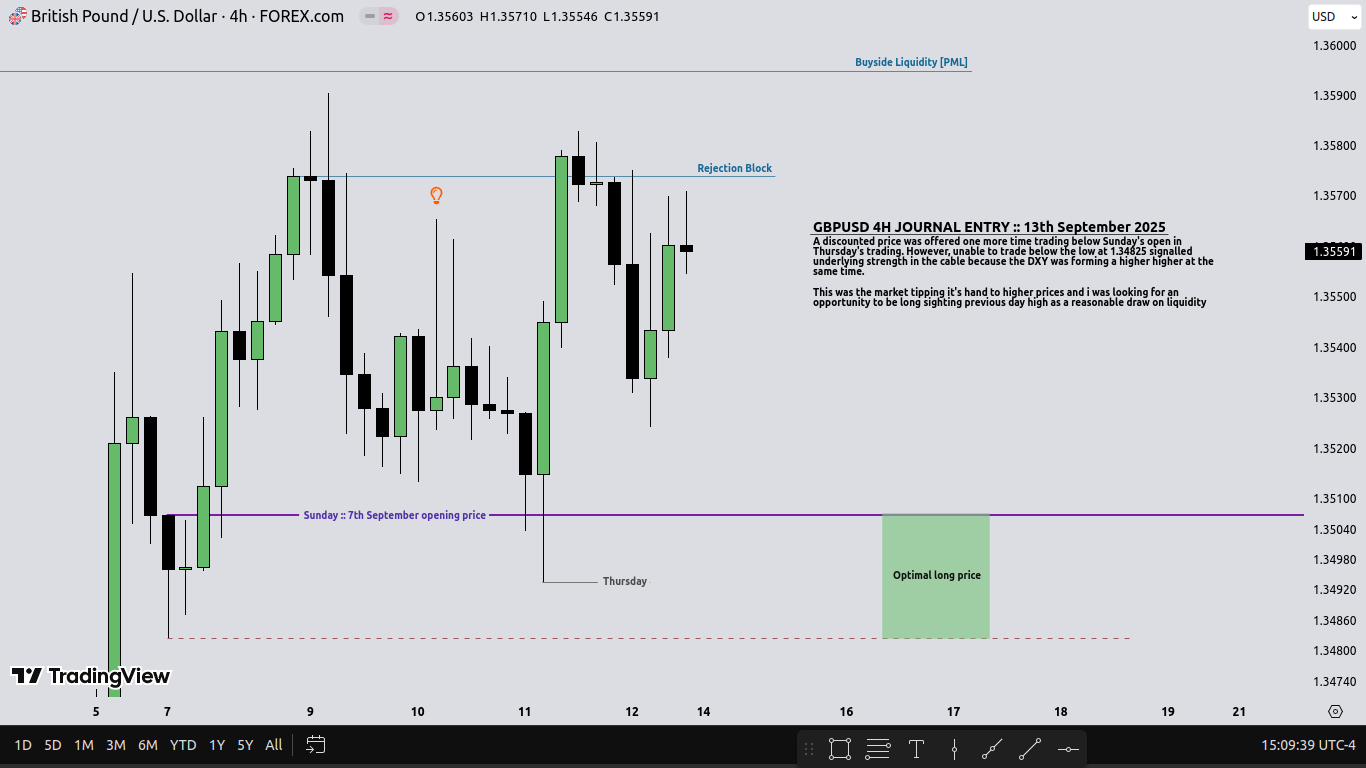 British Pound / U.S. Dollar · 4h · FOREX.com O1.35603 H1.35710 L1.35546 C1.35591
USD
1.36000
Buyside Liquidity [PML]
1.35900
1.35800
Rejection Block
1.35700
GBPUSD 4H JOURNAL ENTRY :: 13th September 2025
A discounted price was offered one more time trading below Sunday's open in
Thursday's trading. However, unable to trade below the low at 1.34825 signalled
underlying strength in the cable because the DXY was forming a higher higher at the
same time.
This was the market tipping it's hand to higher prices and i was looking for an
opportunity to be long sighting previous day high as a reasonable draw on liquidity
1.35591
1.35500
1.35400
1.35300
1.35200
1.35100
Sunday :: 7th September opening price
1.35040
1.34980
Optimal long price
Thursday
1.34920
1.34860
1.34800
1.34740
TradingView
5 7 9 10 11 12 14 16 17 18 19 21
1D 5D 1M 3M 6M YTD 1Y 5Y All
15:09:39 UTC-4